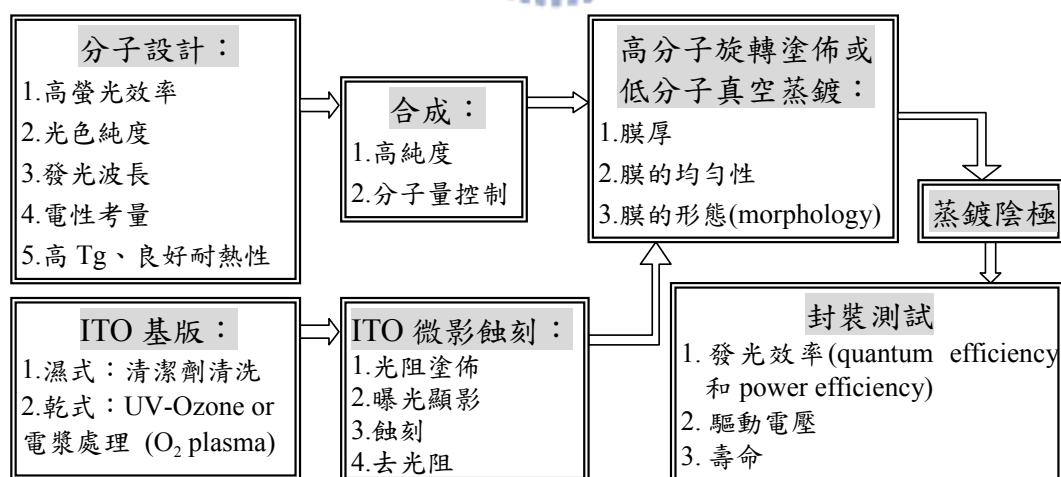 分子設計：
1.高螢光效率
2.光色純度
3.發光波長
4.電性考量
5.高 Tg、良好耐熱性
合成：
1.高純度
2.分子量控制
高分子旋轉塗佈或
低分子真空蒸鍍：
1.膜厚
2.膜的均勻性
3.膜的形態(morphology)
蒸鍍陰極
ITO 基版：
1.濕式：清潔劑清洗
2.乾式：UV-Ozone or
電漿處理 (O₂ plasma)
ITO 微影蝕刻：
1.光阻塗佈
2.曝光顯影
3.蝕刻
4.去光阻
封裝測試
1. 發光效率(quantum efficiency
和 power efficiency)
2. 驅動電壓
3. 壽命